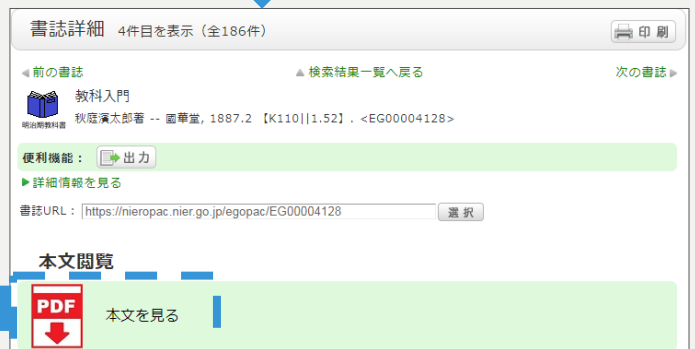 書誌詳細 4件目を表示（全186件）
印刷
前の書誌 ▲検索結果一覧へ戻る 次の書誌
教科入門
明治期教科書
秋庭濱太郎著 -- 國華堂, 1887.2 【K110||1.52】. <EG00004128>
便利機能： 出力
▶詳細情報を見る
書誌URL： https://nieropac.nier.go.jp/egopac/EG00004128 選択
本文閲覧
PDF 本文を見る